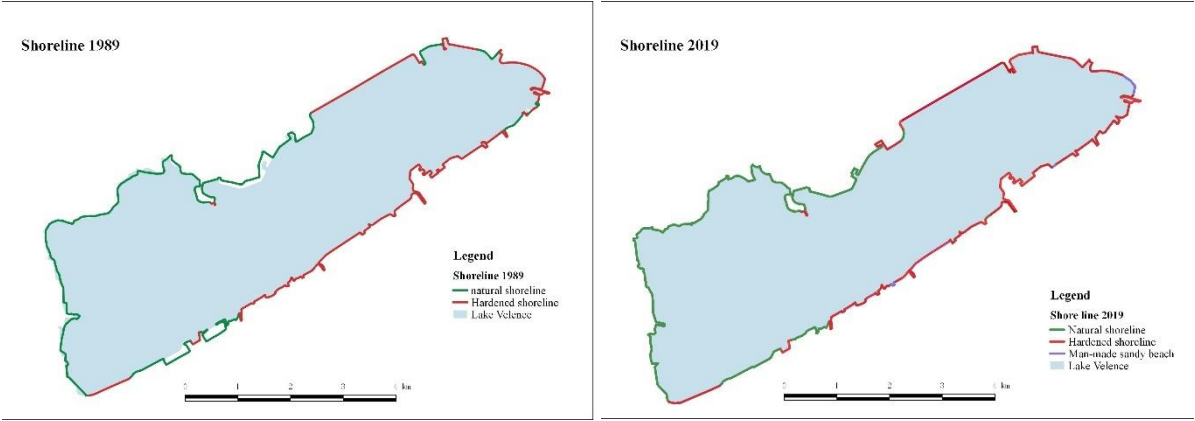 Shoreline 1989
Legend
Shoreline 1989
natural shoreline
Hardened shoreline
Lake Velence
0 1 2 3 4 km
Shoreline 2019
Legend
Shore line 2019
Natural shoreline
Hardened shoreline
Man-made sandy beach
Lake Velence
0 1 2 3 4 km